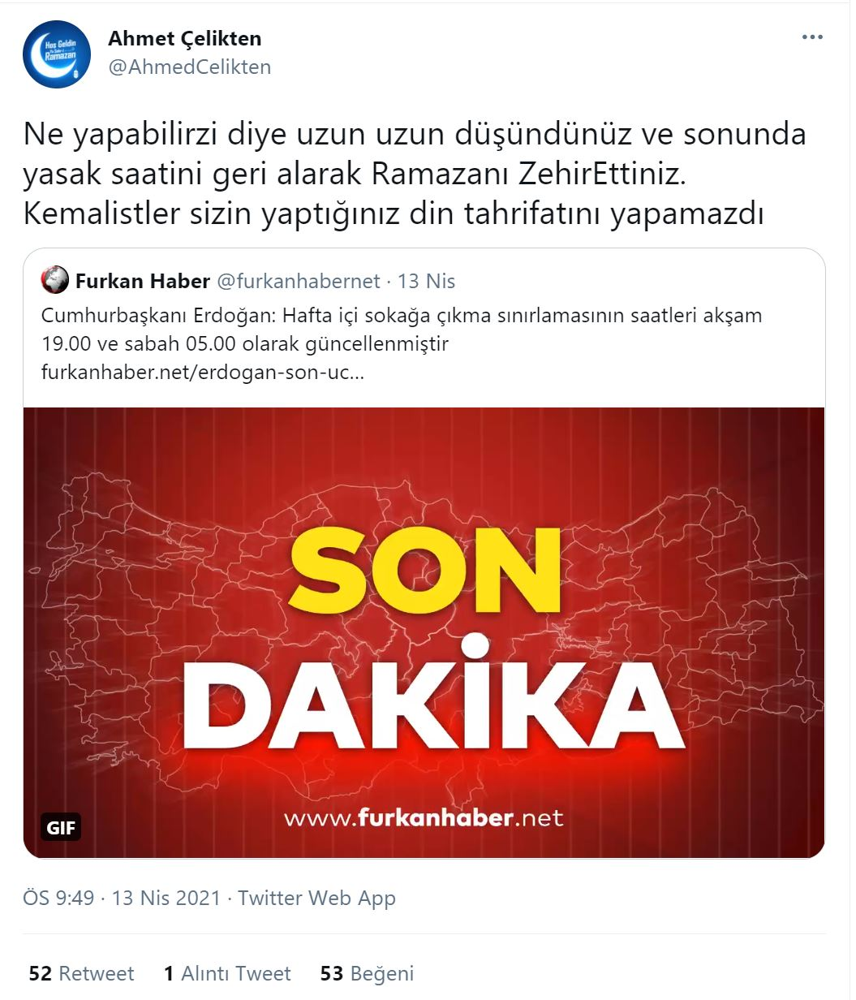 Hoş Geldin
Ramazan
Ahmet Çelikten
@AhmedCelikten
Ne yapabilirzi diye uzun uzun düşündünüz ve sonunda
yasak saatini geri alarak Ramazanı ZehirEttiniz.
Kemalistler sizin yaptığınız din tahrifatını yapamazdı
Furkan Haber @furkanhabernet · 13 Nis
Cumhurbaşkanı Erdoğan: Hafta içi sokağa çıkma sınırlamasının saatleri akşam
19.00 ve sabah 05.00 olarak güncellenmiştir
furkanhaber.net/erdogan-son-uc...
SON
DAKİKA
www.furkanhaber.net
GIF
ÖS 9:49 · 13 Nis 2021 · Twitter Web App
52 Retweet 1 Alıntı Tweet 53 Beğeni